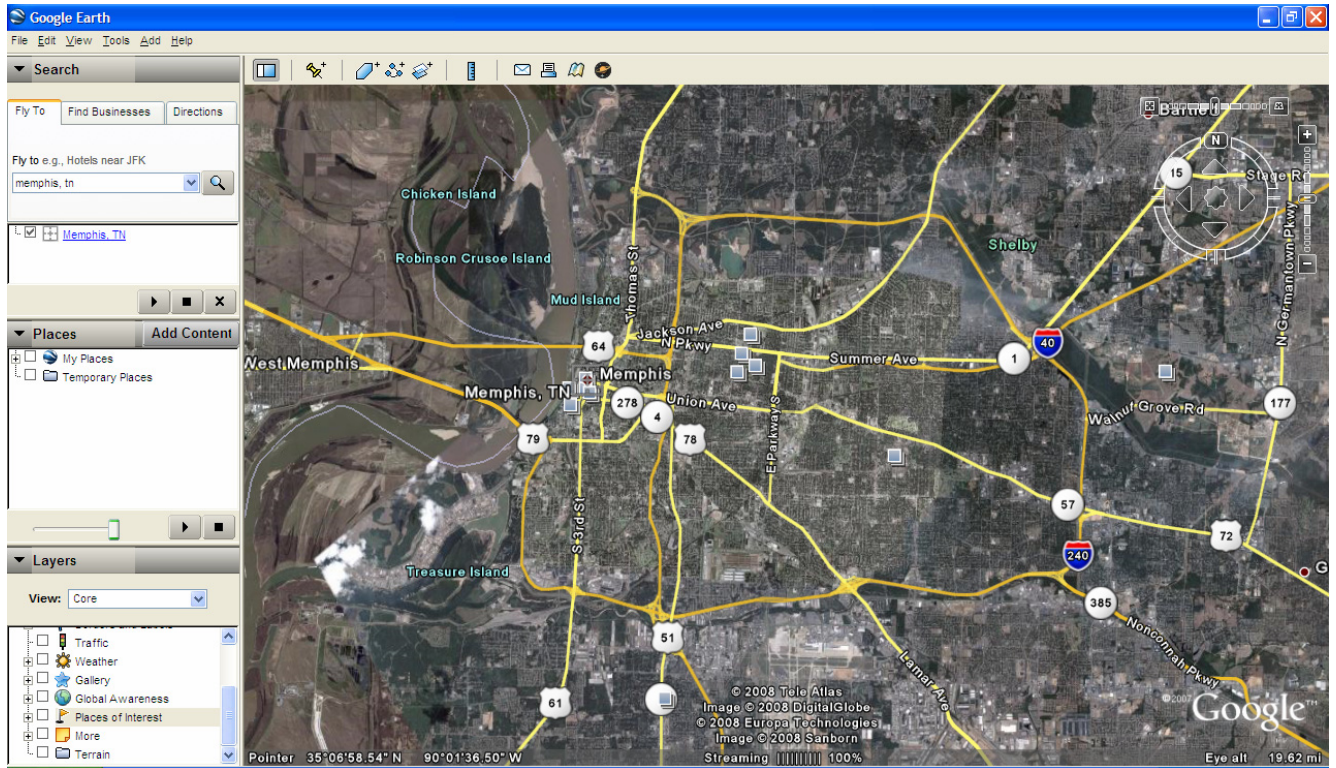 Google Earth
File Edit View Tools Add Help
Search
Fly To Find Businesses Directions
Fly to e.g., Hotels near JFK
memphis, tn
Memphis, TN
Places Add Content
My Places
Temporary Places
Layers
View: Core
Traffic
Weather
Gallery
Global Awareness
Places of Interest
More
Terrain
N
15
Stage Rd
Chicken Island
Shelby
Robinson Crusoe Island
Thomas St
N Germantown Pkwy
Mud Island
Jackson Ave
64
N Pkwy
40
West Memphis
Summer Ave
1
Memphis
Memphis, TN
278
Union Ave
177
4
Walnut Grove Rd
79
78
E Parkway S
57
S 3rd St
72
240
Treasure Island
G
385
51
Nonconnah Pkwy
Lamar Ave
61
© 2008 Tele Atlas
Image © 2008 DigitalGlobe
© 2008 Europa Technologies
Image © 2008 Sanborn
©2007 Google™
Pointer 35°06'58.54" N 90°01'36.50" W Streaming 100% Eye alt 19.62 mi